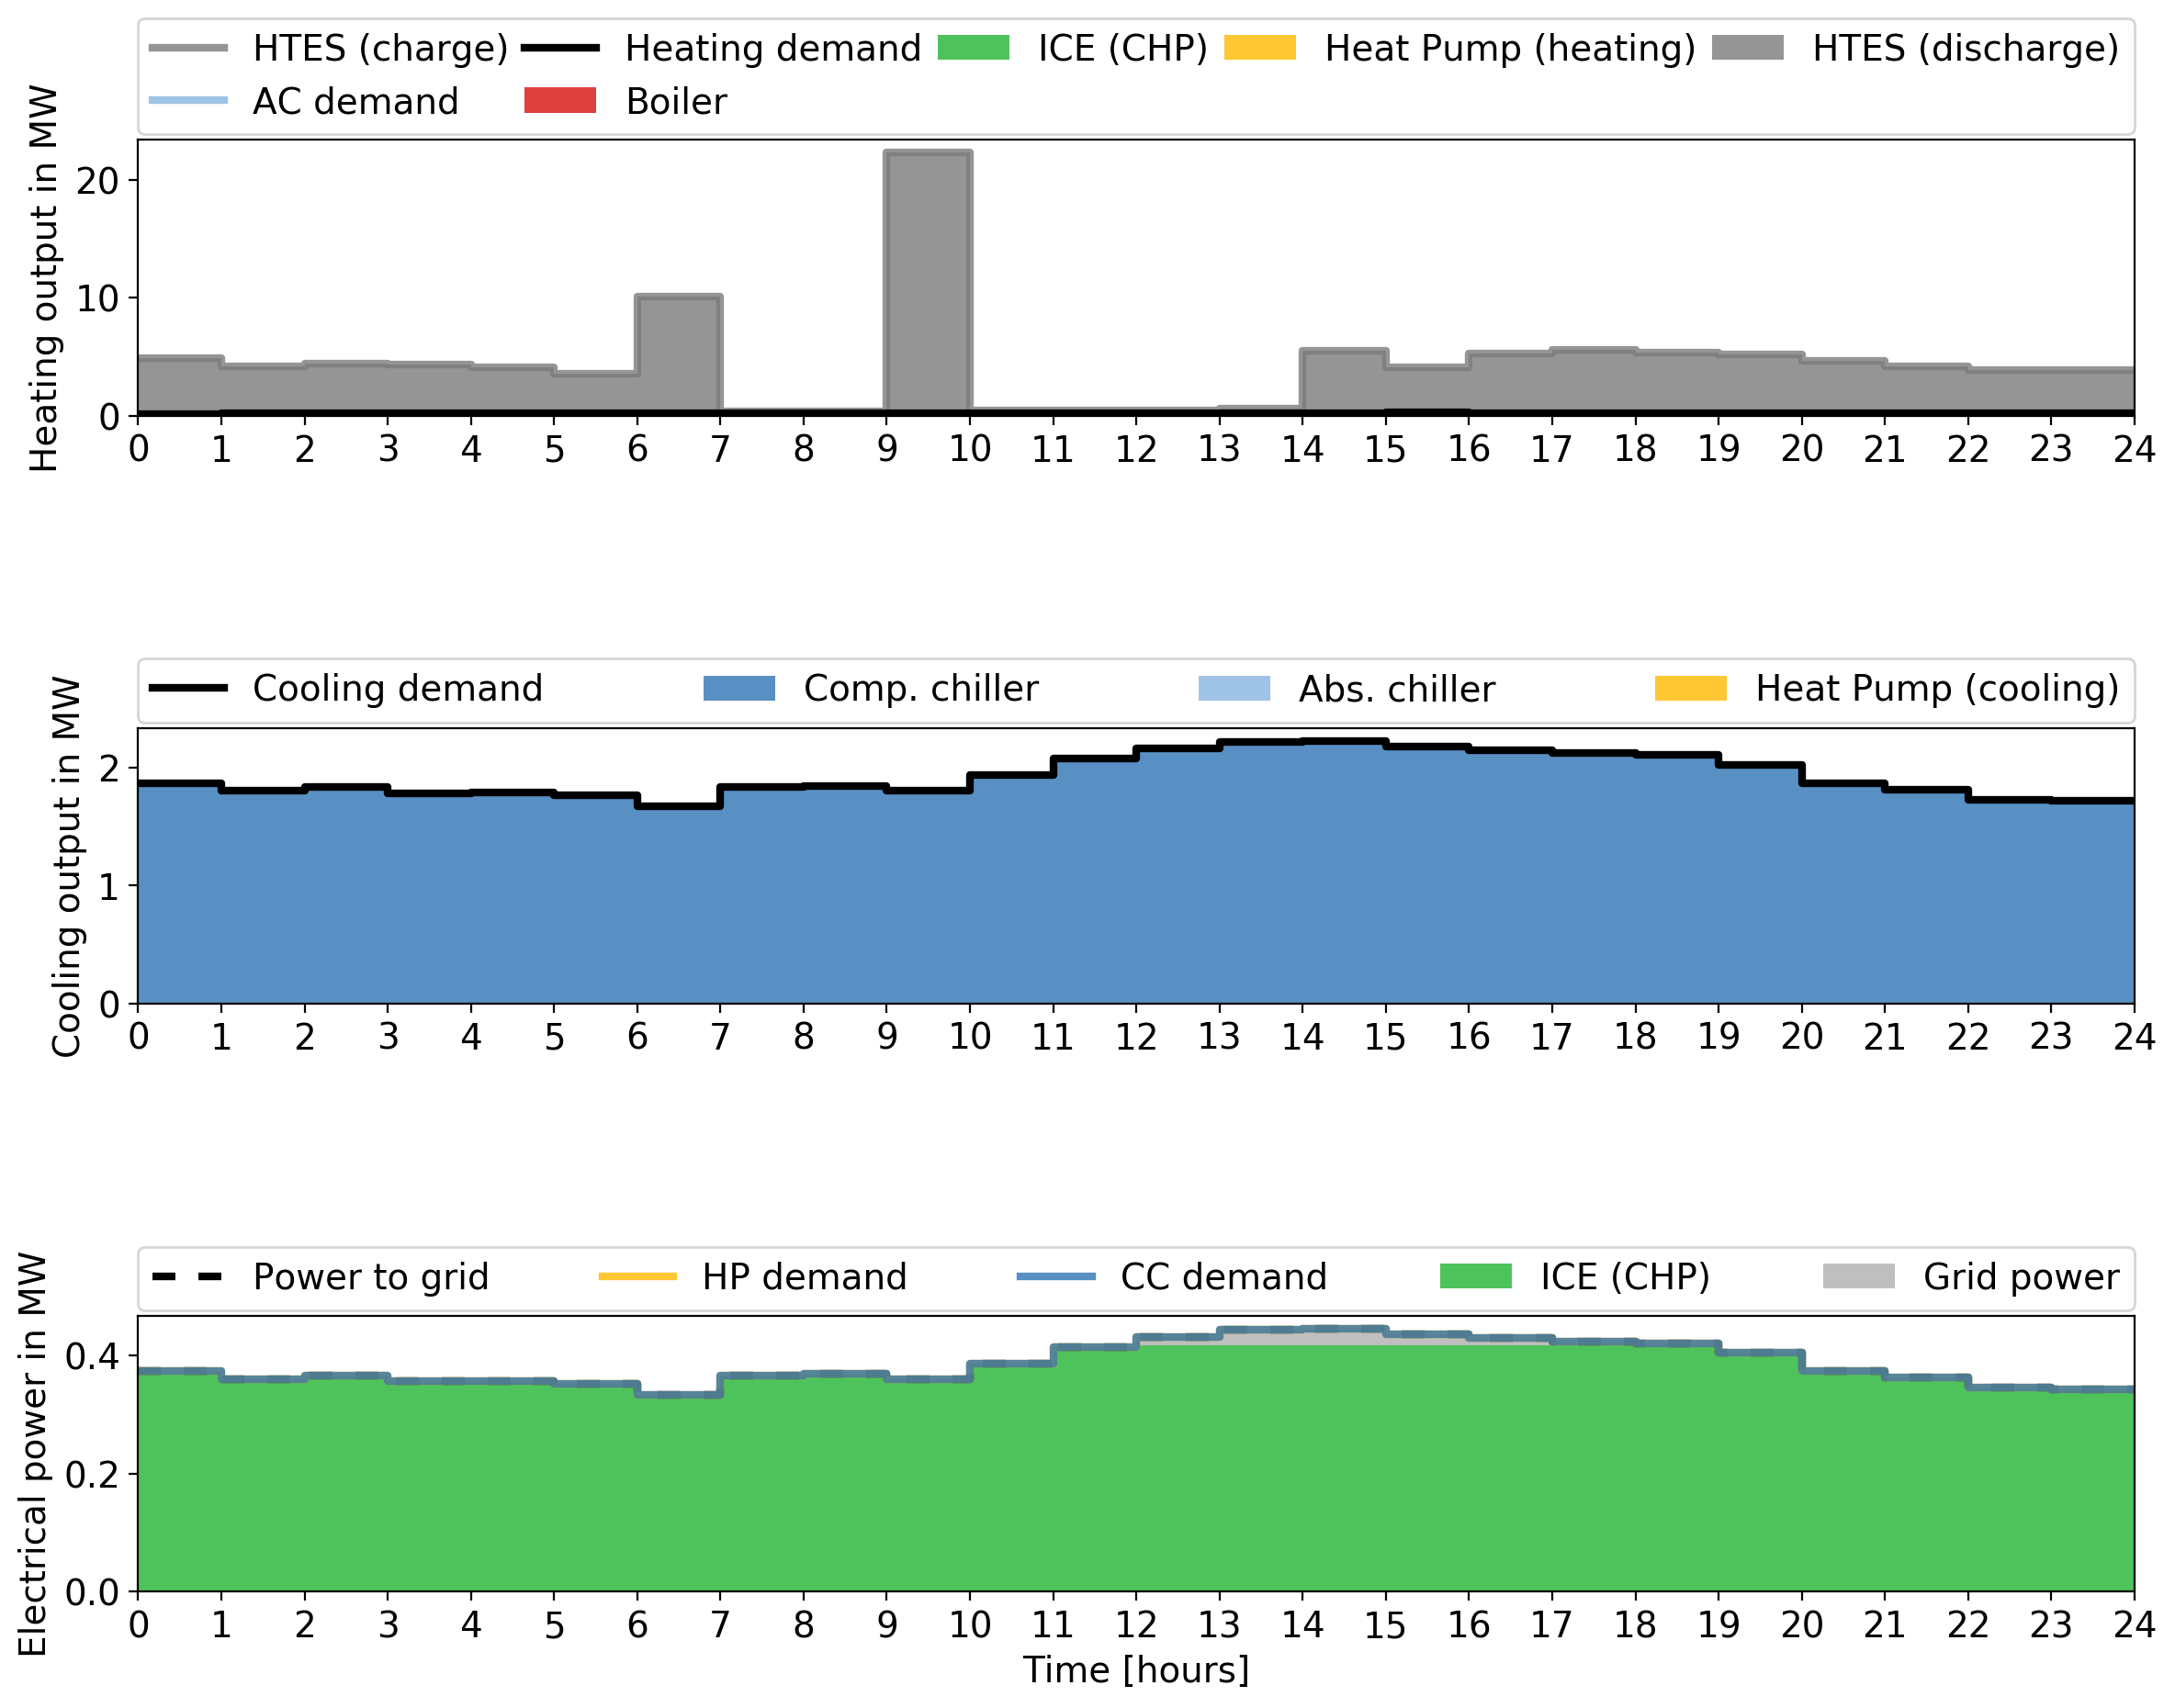 HTES (charge) Heating demand ICE (CHP) Heat Pump (heating) HTES (discharge)
AC demand Boiler
Heating output in MW
20
10
0
0 1 2 3 4 5 6 7 8 9 10 11 12 13 14 15 16 17 18 19 20 21 22 23 24
Cooling demand Comp. chiller Abs. chiller Heat Pump (cooling)
Cooling output in MW
2
1
0
0 1 2 3 4 5 6 7 8 9 10 11 12 13 14 15 16 17 18 19 20 21 22 23 24
Power to grid HP demand CC demand ICE (CHP) Grid power
Electrical power in MW
0.4
0.2
0.0
0 1 2 3 4 5 6 7 8 9 10 11 12 13 14 15 16 17 18 19 20 21 22 23 24
Time [hours]